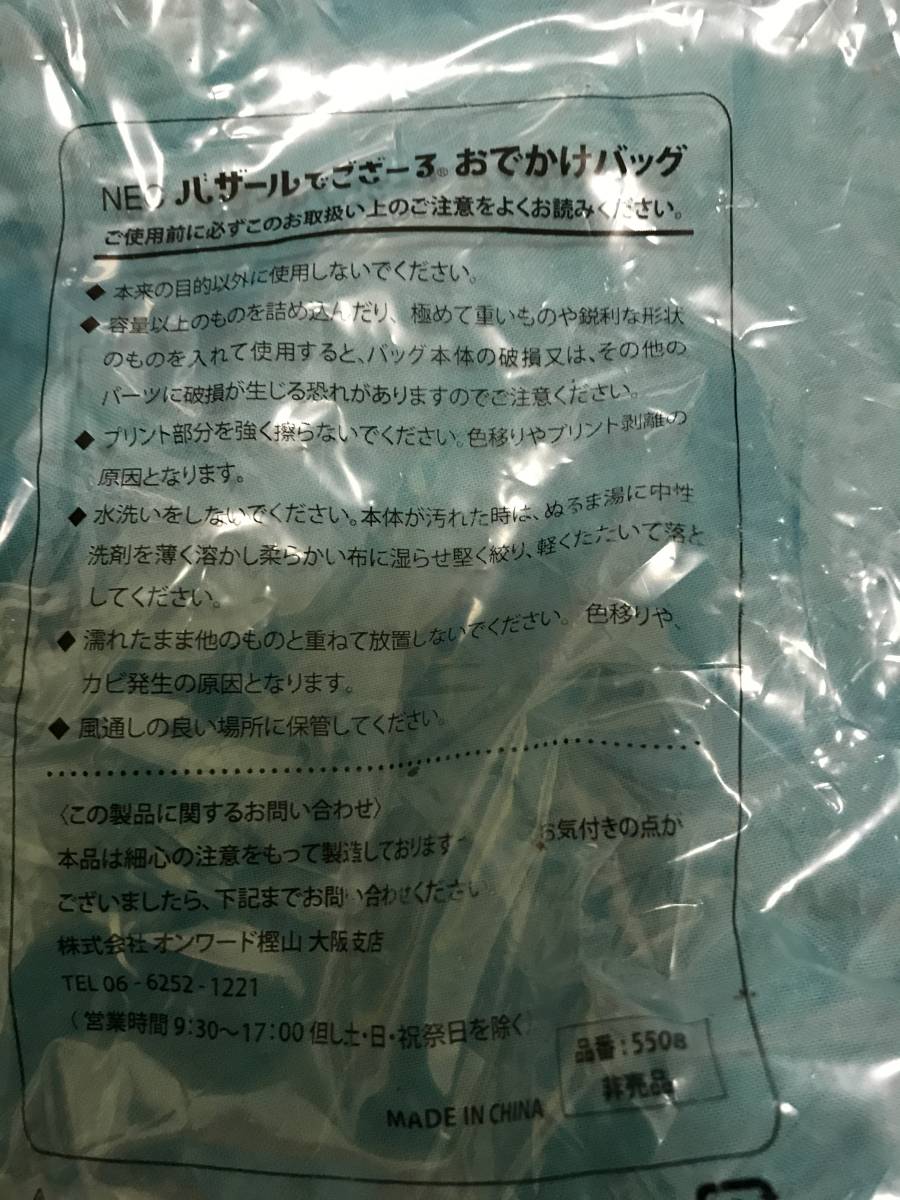 NEO バザールでござーる® おでかけバッグ
ご使用前に必ずこのお取扱い上のご注意をよくお読みください。
◆ 本来の目的以外に使用しないでください。
◆ 容量以上のものを詰め込んだり、極めて重いものや鋭利な形状
のものを入れて使用すると、バッグ本体の破損又は、その他の
パーツに破損が生じる恐れがありますのでご注意ください。
◆ プリント部分を強く擦らないでください。色移りやプリント剥離の
原因となります。
◆ 水洗いをしないでください。本体が汚れた時は、ぬるま湯に中性
洗剤を薄く溶かし柔らかい布に湿らせ堅く絞り、軽くたたいて落と
してください。
◆ 濡れたまま他のものと重ねて放置しないでください。色移りや、
カビ発生の原因となります。
◆ 風通しの良い場所に保管してください。
〈この製品に関するお問い合わせ〉
本品は細心の注意をもって製造しております お気付きの点が
ございましたら、下記までお問い合わせください
株式会社オンワード樫山 大阪支店
TEL 06-6252-1221
(営業時間 9:30～17:00 但し土・日・祝祭日を除く)
品番:550B
非売品
MADE IN CHINA